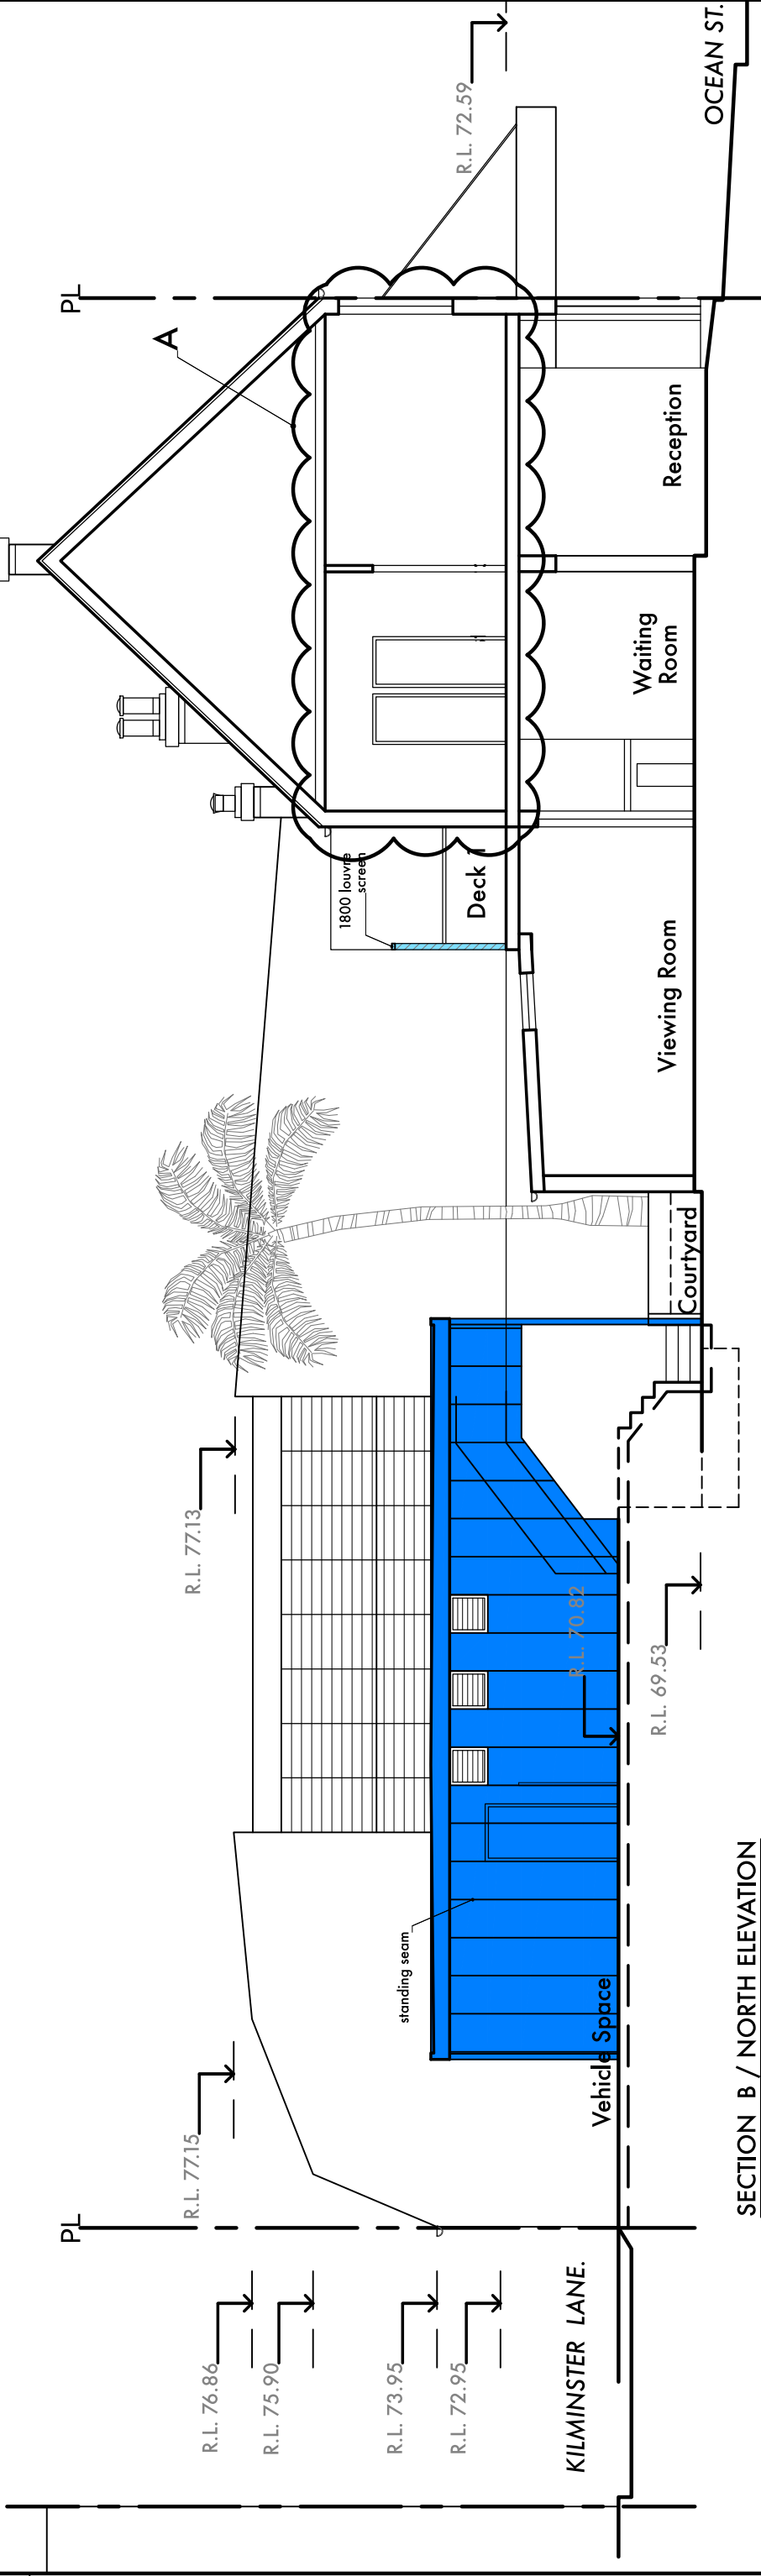 R.L. 76.86
R.L. 75.90
R.L. 73.95
R.L. 72.95
KILMINSTER LANE.
PL
R.L. 77.15
Vehicle Space
standing seam
R.L. 77.13
R.L. 70.82
R.L. 69.53
Courtyard
Viewing Room
1800 louvre
screen
Deck 1
Waiting
Room
Reception
A
PL
R.L. 72.59
OCEAN ST.
SECTION B / NORTH ELEVATION